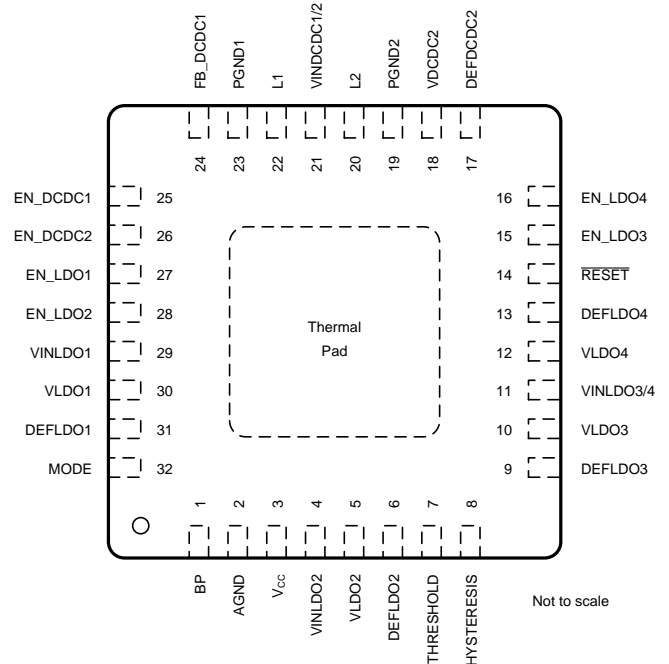 FB_DCDC1
PGND1
L1
VINDCDC1/2
L2
PGND2
VDCDC2
DEFDCDC2
24
23
22
21
20
19
18
17
EN_DCDC1 25
EN_DCDC2 26
EN_LDO1 27
EN_LDO2 28
VINLDO1 29
VLDO1 30
DEFLDO1 31
MODE 32
Thermal
Pad
16 EN_LDO4
15 EN_LDO3
14 RESET
13 DEFLDO4
12 VLDO4
11 VINLDO3/4
10 VLDO3
9 DEFLDO3
1
2
3
4
5
6
7
8
BP
AGND
Vcc
VINLDO2
VLDO2
DEFLDO2
THRESHOLD
HYSTERESIS
Not to scale